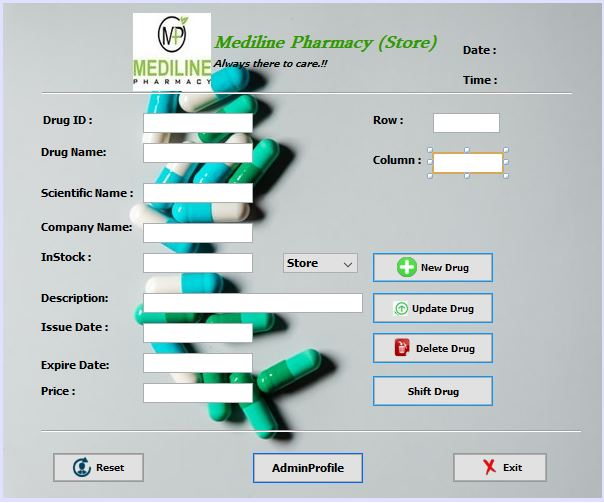 MP
MEDILINE
PHARMACY
Mediline Pharmacy (Store)
Always there to care.!!
Date :
Time :
Drug ID :
Row :
Drug Name:
Column :
Scientific Name :
Company Name:
InStock :
Store
New Drug
Description:
Update Drug
Issue Date :
Delete Drug
Expire Date:
Price :
Shift Drug
Reset
AdminProfile
Exit